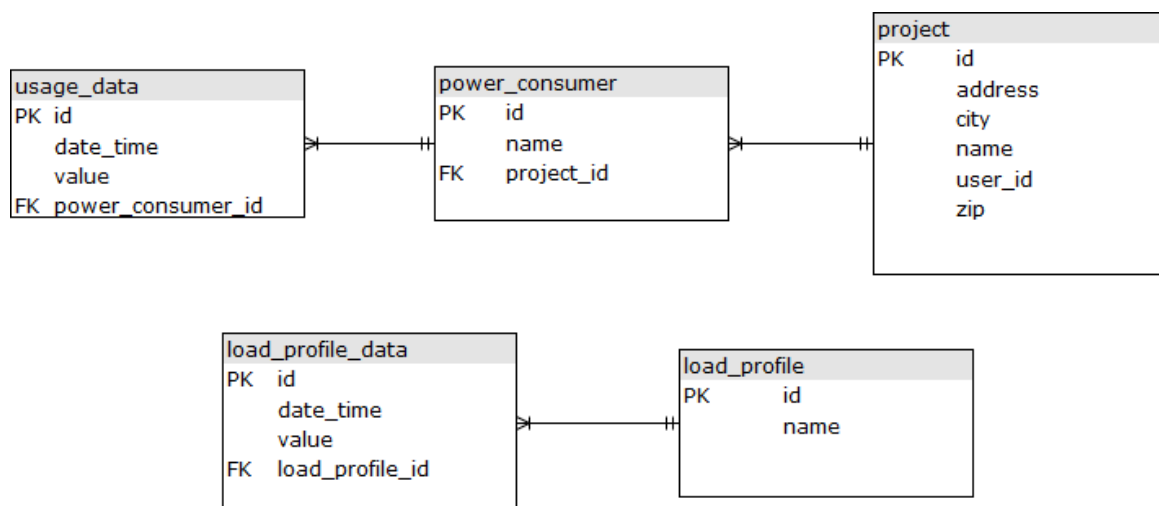 usage_data
PK id
date_time
value
FK power_consumer_id
power_consumer
PK id
name
FK project_id
project
PK id
address
city
name
user_id
zip
load_profile_data
PK id
date_time
value
FK load_profile_id
load_profile
PK id
name